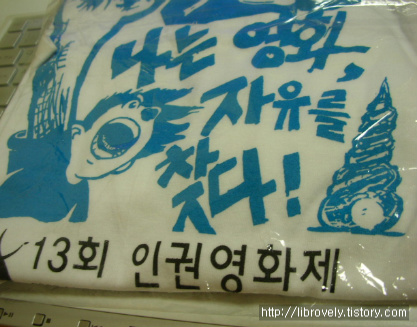 나는 영화,
자유를
찾다!
13회 인권영화제
http://librovely.tistory.com